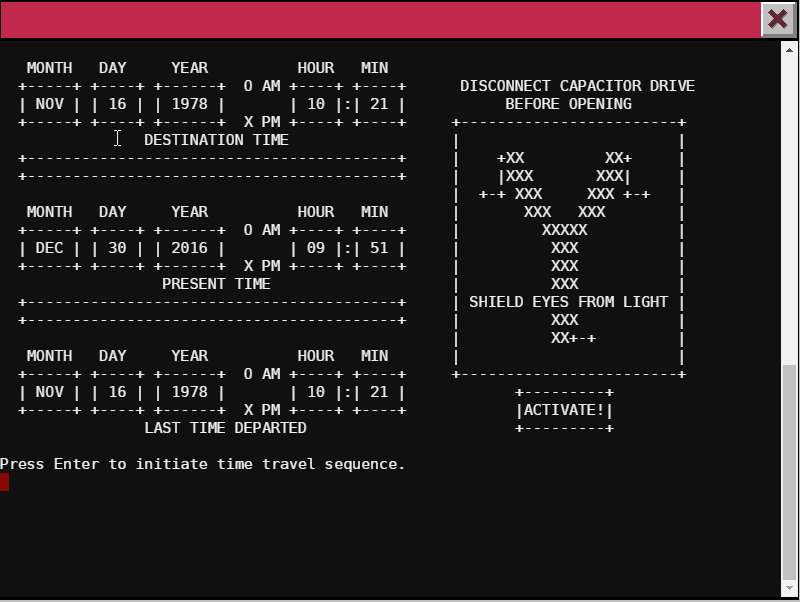 MONTH DAY YEAR HOUR MIN
+-----+ +----+ +------+ O AM +----+ +----+
| NOV | | 16 | | 1978 | | 10 |:| 21 |
+-----+ +----+ +------+ X PM +----+ +----+
DESTINATION TIME
+-----------------------------------------+
+-----------------------------------------+
MONTH DAY YEAR HOUR MIN
+-----+ +----+ +------+ O AM +----+ +----+
| DEC | | 30 | | 2016 | | 09 |:| 51 |
+-----+ +----+ +------+ X PM +----+ +----+
PRESENT TIME
+-----------------------------------------+
+-----------------------------------------+
MONTH DAY YEAR HOUR MIN
+-----+ +----+ +------+ O AM +----+ +----+
| NOV | | 16 | | 1978 | | 10 |:| 21 |
+-----+ +----+ +------+ X PM +----+ +----+
LAST TIME DEPARTED
DISCONNECT CAPACITOR DRIVE
BEFORE OPENING
+------------------------+
| |
| +XX XX+ |
| |XXX XXX| |
| +-+ XXX XXX +-+ |
| XXX XXX |
| XXXXX |
| XXX |
| XXX |
| XXX |
| SHIELD EYES FROM LIGHT |
| XXX |
| XX+-+ |
| |
+------------------------+
+---------+
|ACTIVATE!|
+---------+
Press Enter to initiate time travel sequence.